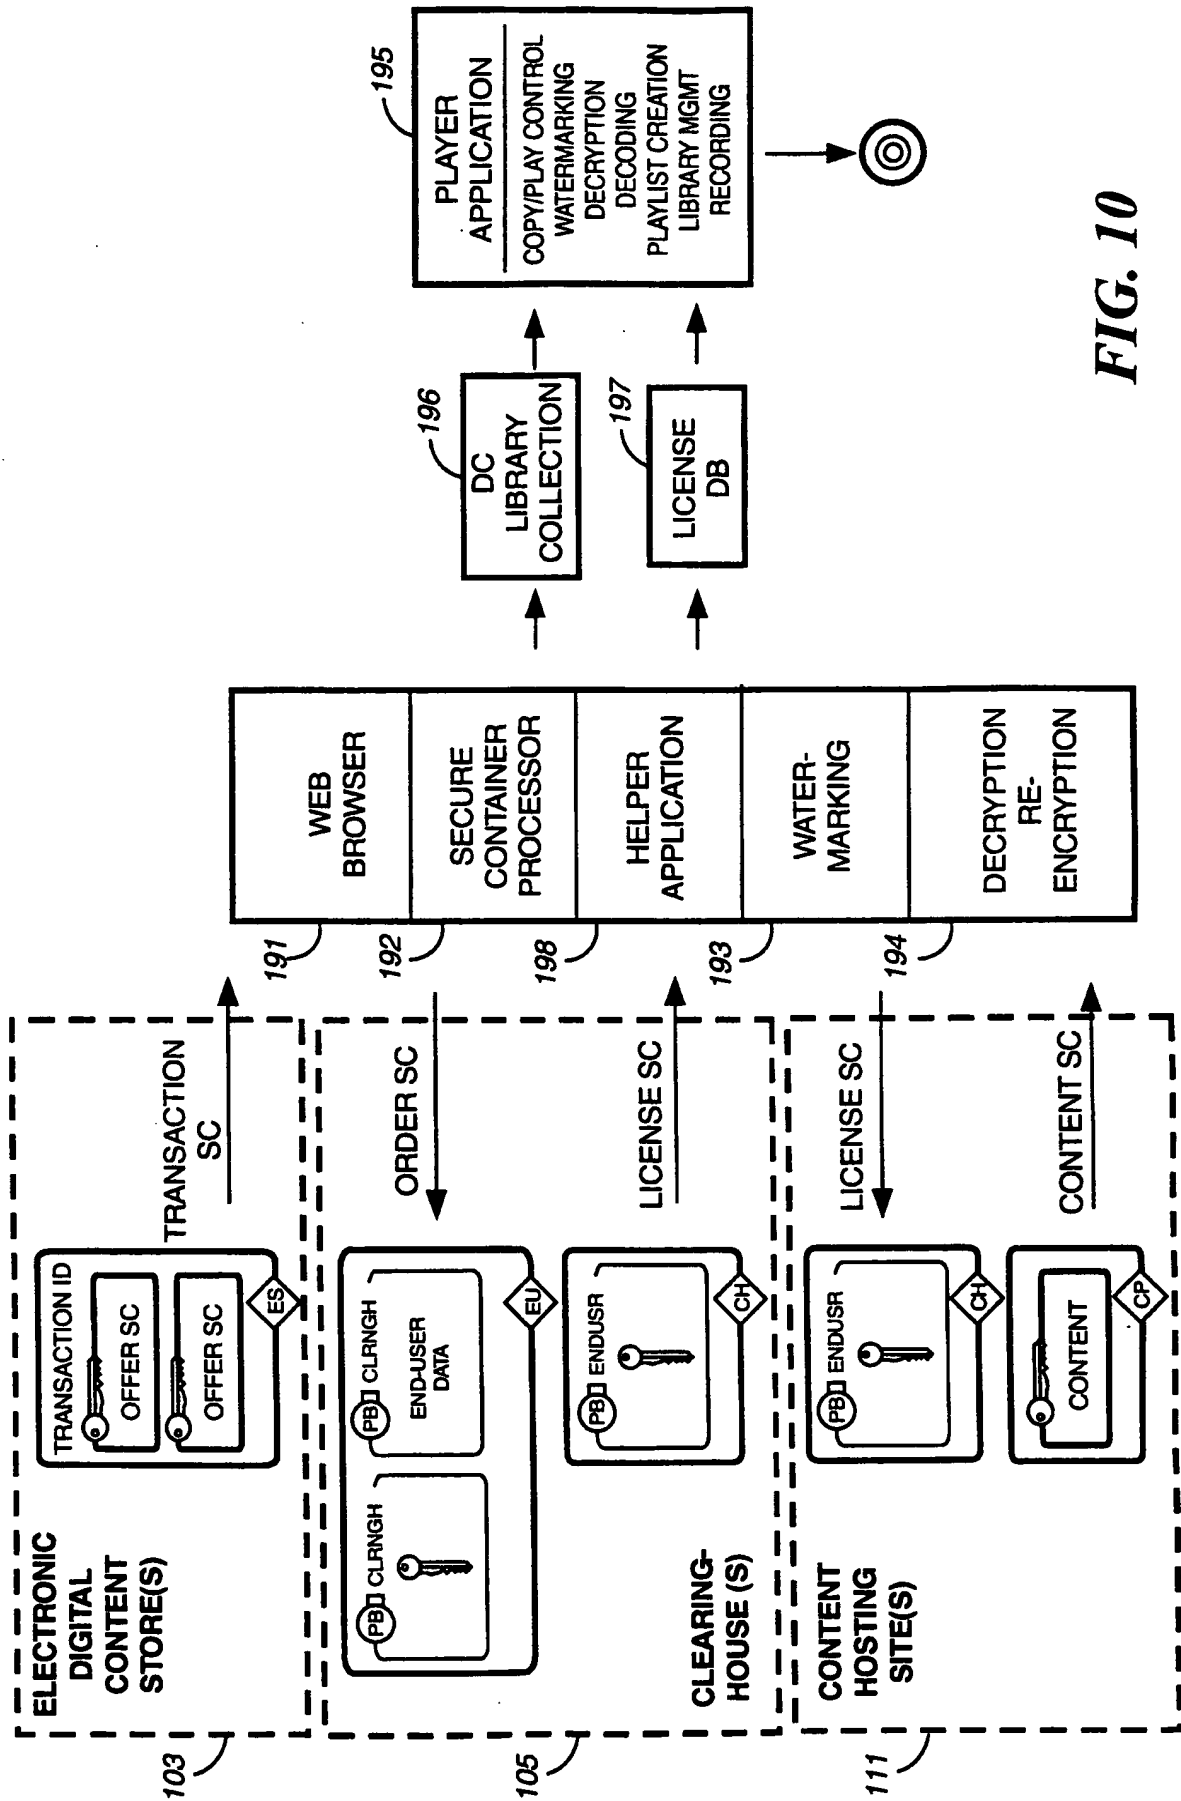 ELECTRONIC
DIGITAL
CONTENT
STORE(S)
103
TRANSACTION ID
OFFER SC
OFFER SC
ES
TRANSACTION
SC
CLEARING-
HOUSE (S)
105
PB CLRNGH
PB CLRNGH
END-USER
DATA
EU
ORDER SC
PB ENDUSR
CH
LICENSE SC
CONTENT
HOSTING
SITE(S)
111
PB ENDUSR
CH
LICENSE SC
CONTENT
CP
CONTENT SC
191
WEB
BROWSER
192
SECURE
CONTAINER
PROCESSOR
198
HELPER
APPLICATION
193
WATER-
MARKING
194
DECRYPTION
RE-
ENCRYPTION
196
DC
LIBRARY
COLLECTION
197
LICENSE
DB
195
PLAYER
APPLICATION
COPY/PLAY CONTROL
WATERMARKING
DECRYPTION
DECODING
PLAYLIST CREATION
LIBRARY MGMT
RECORDING
FIG. 10